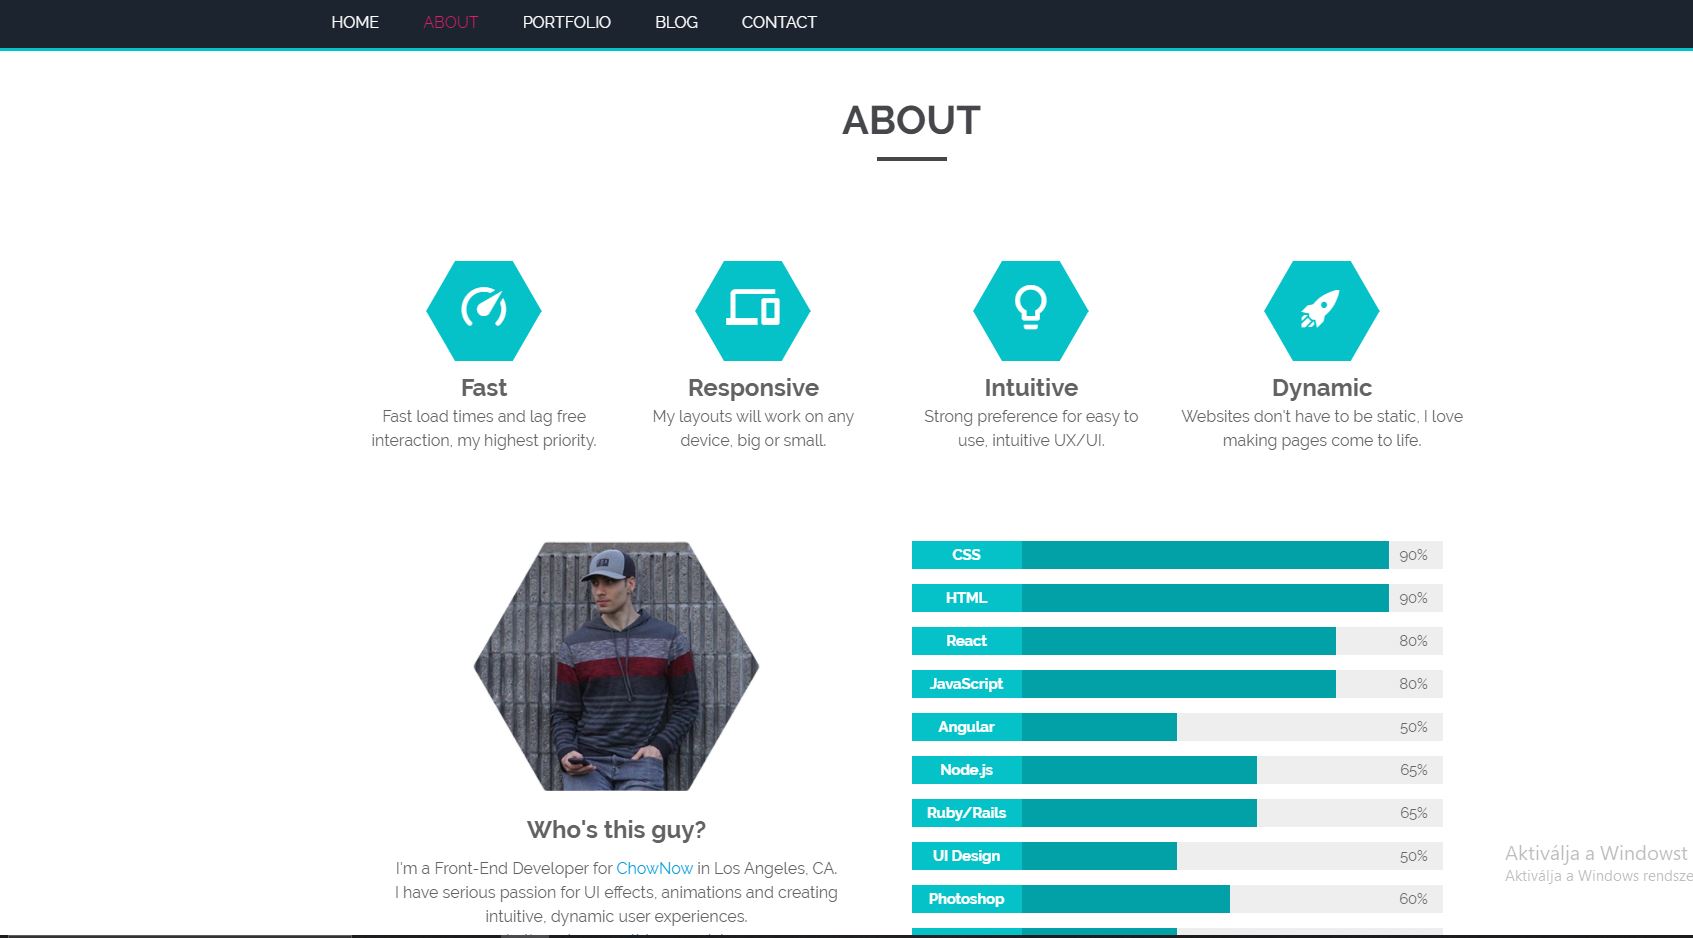 HOME ABOUT PORTFOLIO BLOG CONTACT
ABOUT
Fast
Fast load times and lag free
interaction, my highest priority.
Responsive
My layouts will work on any
device, big or small.
Intuitive
Strong preference for easy to
use, intuitive UX/UI.
Dynamic
Websites don't have to be static, I love
making pages come to life.
Who's this guy?
I'm a Front-End Developer for ChowNow in Los Angeles, CA.
I have serious passion for UI effects, animations and creating
intuitive, dynamic user experiences.
CSS 90%
HTML 90%
React 80%
JavaScript 80%
Angular 50%
Node.js 65%
Ruby/Rails 65%
UI Design 50%
Photoshop 60%
Aktiválja a Windowst
Aktiválja a Windows rendsze